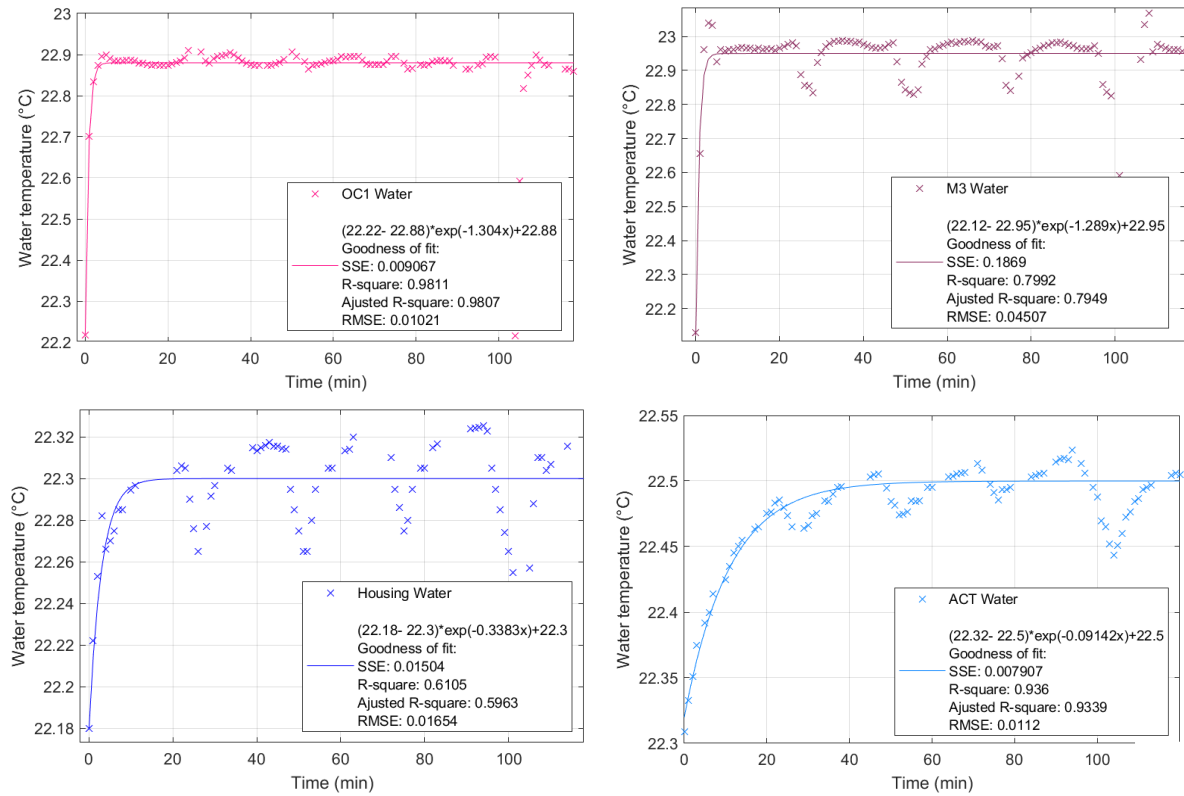 23
22.9
22.8
22.7
22.6
22.5
22.4
22.3
22.2
0
20
40
60
80
100
Time (min)
Water temperature (°C)
OC1 Water
(22.22- 22.88)*exp(-1.304x)+22.88
Goodness of fit:
SSE: 0.009067
R-square: 0.9811
Ajusted R-square: 0.9807
RMSE: 0.01021
23
22.9
22.8
22.7
22.6
22.5
22.4
22.3
22.2
0
20
40
60
80
100
Time (min)
Water temperature (°C)
M3 Water
(22.12- 22.95)*exp(-1.289x)+22.95
Goodness of fit:
SSE: 0.1869
R-square: 0.7992
Ajusted R-square: 0.7949
RMSE: 0.04507
22.32
22.3
22.28
22.26
22.24
22.22
22.2
22.18
0
20
40
60
80
100
Time (min)
Water temperature (°C)
Housing Water
(22.18- 22.3)*exp(-0.3383x)+22.3
Goodness of fit:
SSE: 0.01504
R-square: 0.6105
Ajusted R-square: 0.5963
RMSE: 0.01654
22.55
22.5
22.45
22.4
22.35
22.3
0
20
40
60
80
100
120
Time (min)
Water temperature (°C)
ACT Water
(22.32- 22.5)*exp(-0.09142x)+22.5
Goodness of fit:
SSE: 0.007907
R-square: 0.936
Ajusted R-square: 0.9339
RMSE: 0.0112